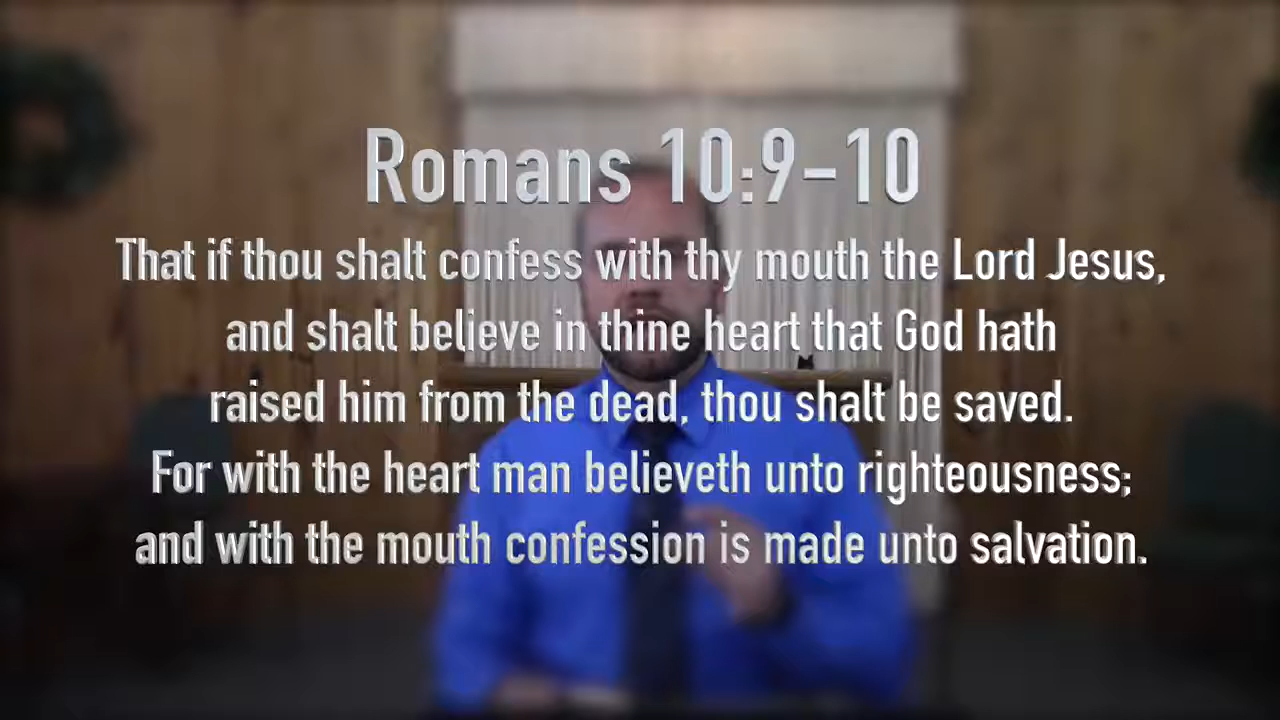 Romans 10:9-10
That if thou shalt confess with thy mouth the Lord Jesus,
and shalt believe in thine heart that God hath
raised him from the dead, thou shalt be saved.
For with the heart man believeth unto righteousness;
and with the mouth confession is made unto salvation.